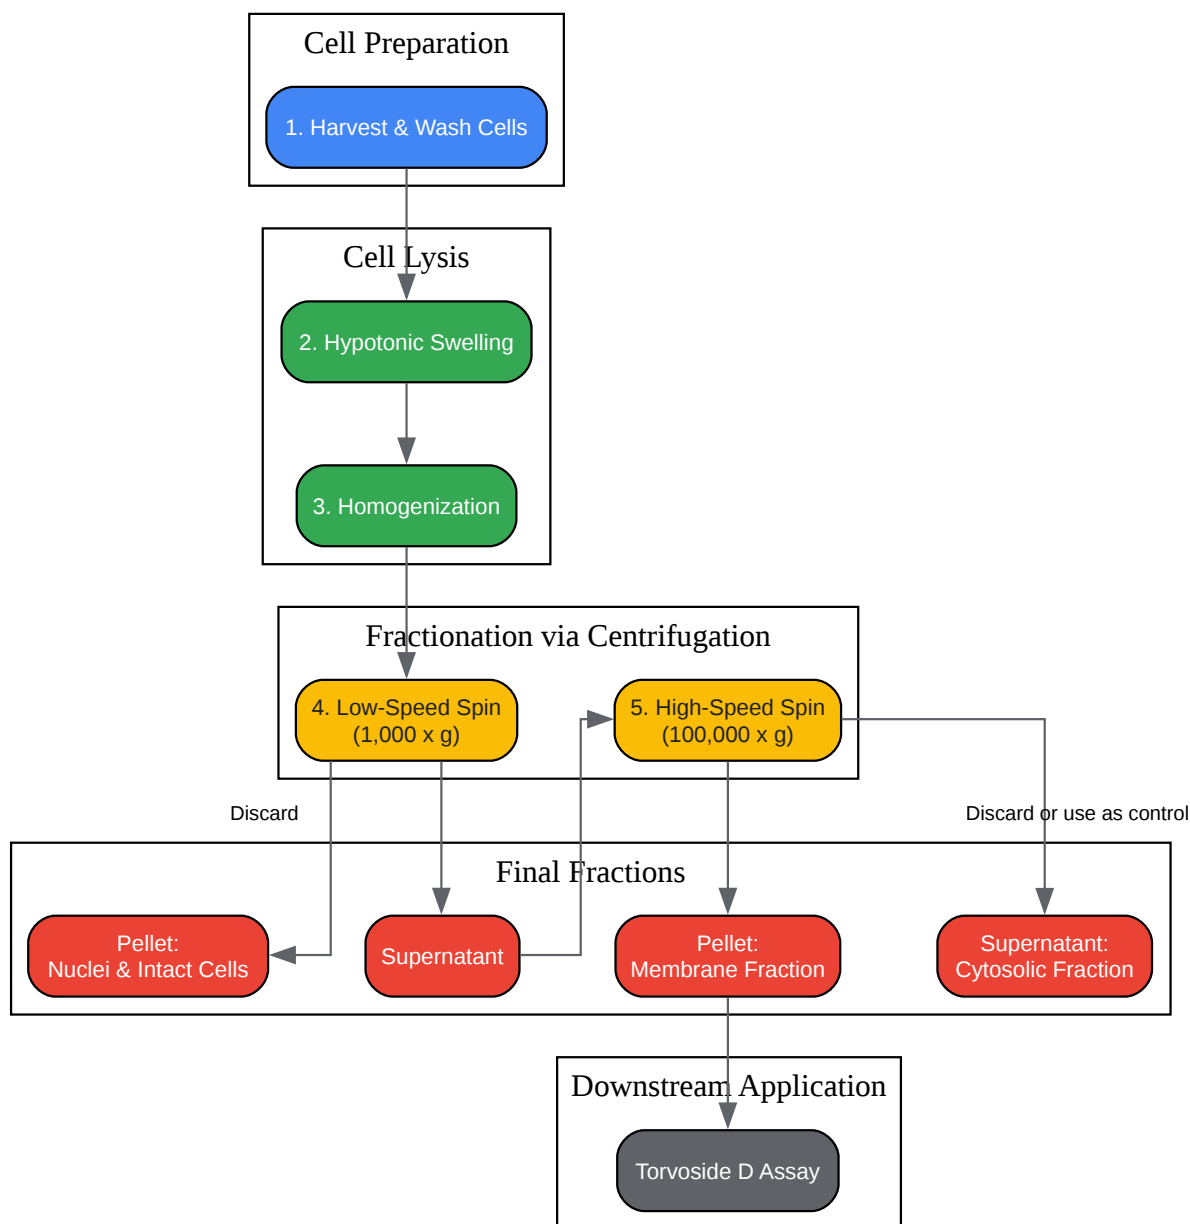 Cell Preparation
1. Harvest & Wash Cells
Cell Lysis
2. Hypotonic Swelling
3. Homogenization
Fractionation via Centrifugation
4. Low-Speed Spin
(1,000 x g)
5. High-Speed Spin
(100,000 x g)
Discard
Discard or use as control
Final Fractions
Pellet:
Nuclei & Intact Cells
Supernatant
Pellet:
Membrane Fraction
Supernatant:
Cytosolic Fraction
Downstream Application
Torvoside D Assay